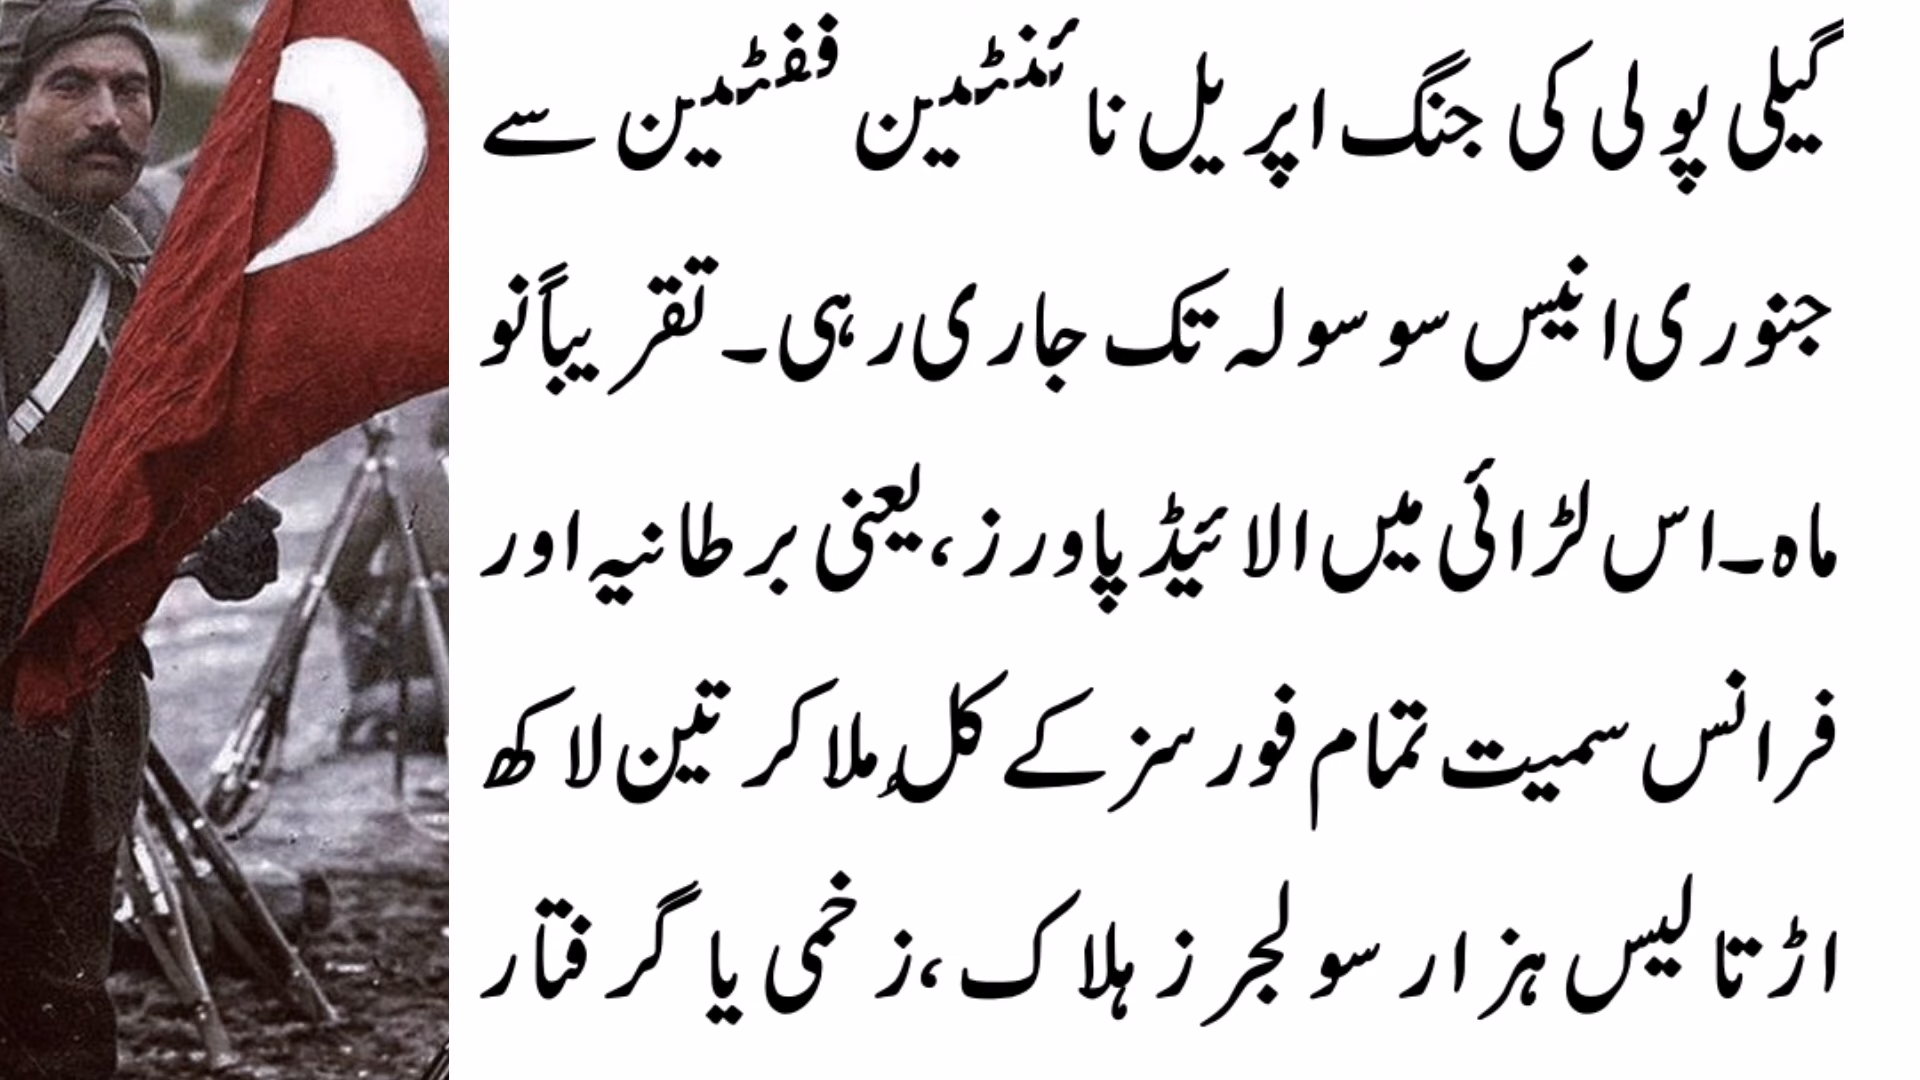 گیلی پولی کی جنگ اپریل نائنٹین ففٹین سے
جنوری انیس سو سولہ تک جاری رہی۔ تقریباً نو
ماہ۔ اس لڑائی میں الائیڈ پاورز، یعنی برطانیہ اور
فرانس سمیت تمام فورسز کے کل مِلا کر تین لاکھ
اڑتالیس ہزار سولجرز ہلاک، زخمی یا گرفتار